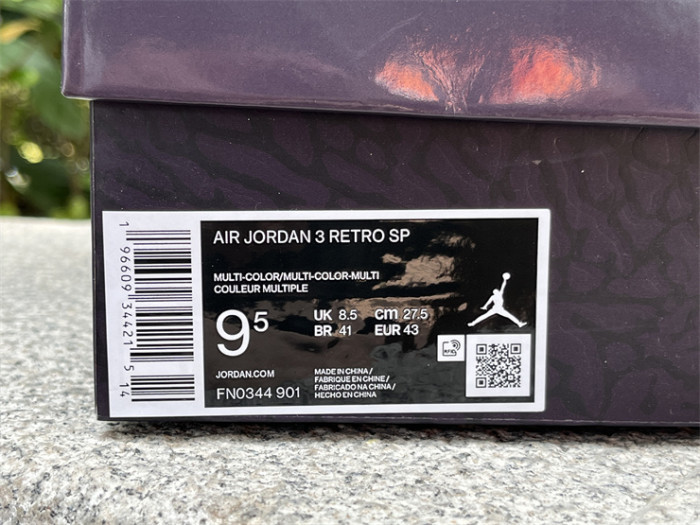 AIR JORDAN 3 RETRO SP
MULTI-COLOR/MULTI-COLOR-MULTI
COULEUR MULTIPLE
9⁵
UK 8.5 cm 27.5
BR 41 EUR 43
JORDAN.COM
FN0344 901
MADE IN CHINA /
FABRIQUE EN CHINE /
FABRICADO NA CHINA /
HECHO EN CHINA
RFID
1 96609 34421 5 14